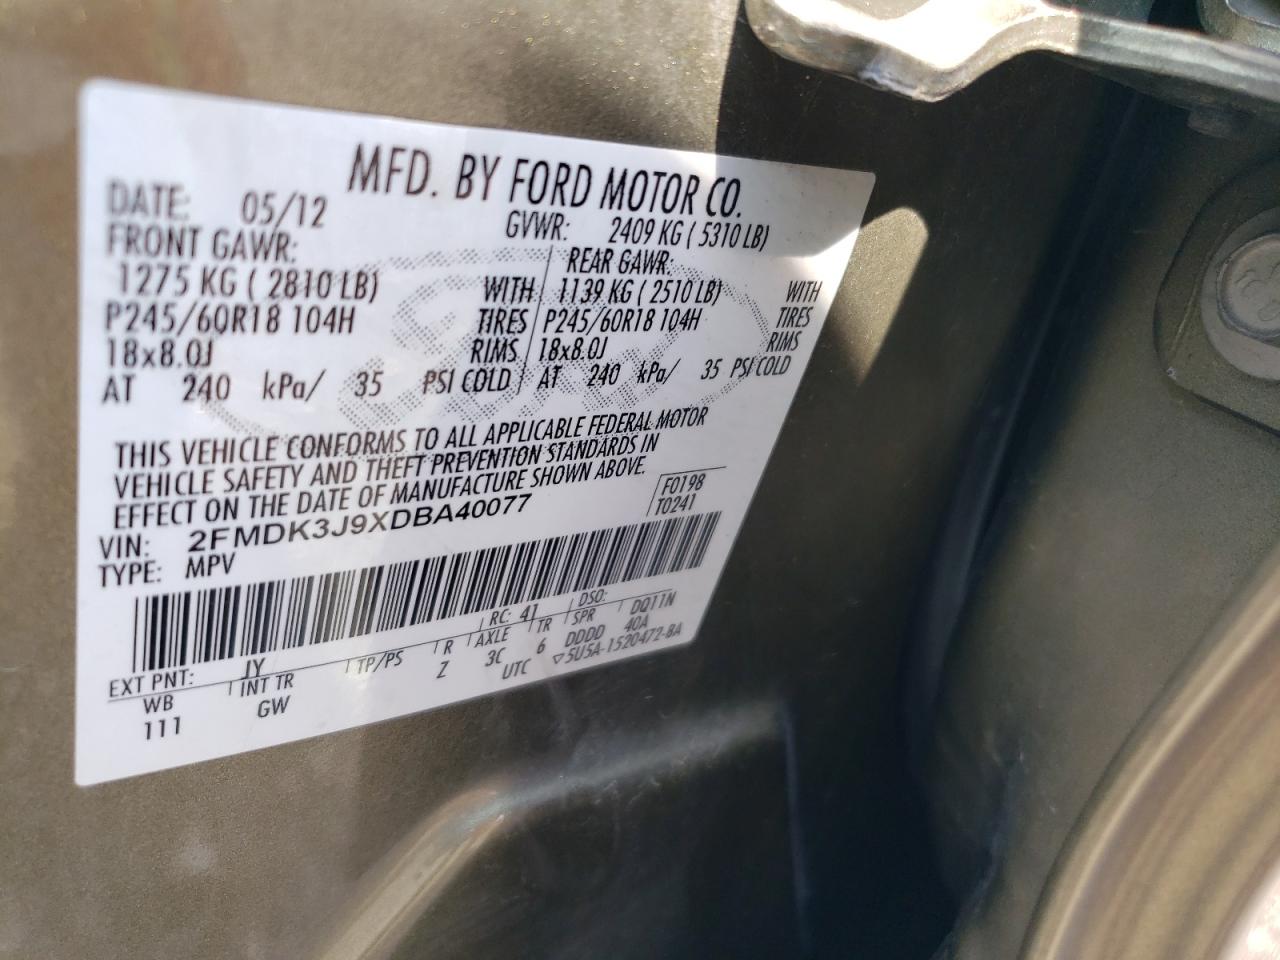 MFD. BY FORD MOTOR CO.
DATE: 05/12 GVWR: 2409 KG ( 5310 LB)
FRONT GAWR: REAR GAWR:
1275 KG ( 2810 LB) WITH 1139 KG ( 2510 LB) WITH
P245/60R18 104H TIRES P245/60R18 104H TIRES
18x8.0J RIMS 18x8.0J RIMS
AT 240 kPa/ 35 PSI COLD AT 240 kPa/ 35 PSI COLD
THIS VEHICLE CONFORMS TO ALL APPLICABLE FEDERAL MOTOR
VEHICLE SAFETY AND THEFT PREVENTION STANDARDS IN
EFFECT ON THE DATE OF MANUFACTURE SHOWN ABOVE.
F0198
VIN: 2FMDK3J9XDBA40077 T0241
TYPE: MPV
EXT PNT: JY RC: 41 DSO:
WB INT TR TP/PS R AXLE TR SPR DQ11N
111 GW Z 3C 6 DDDD 40A
UTC ▽5U5A-1520472-BA